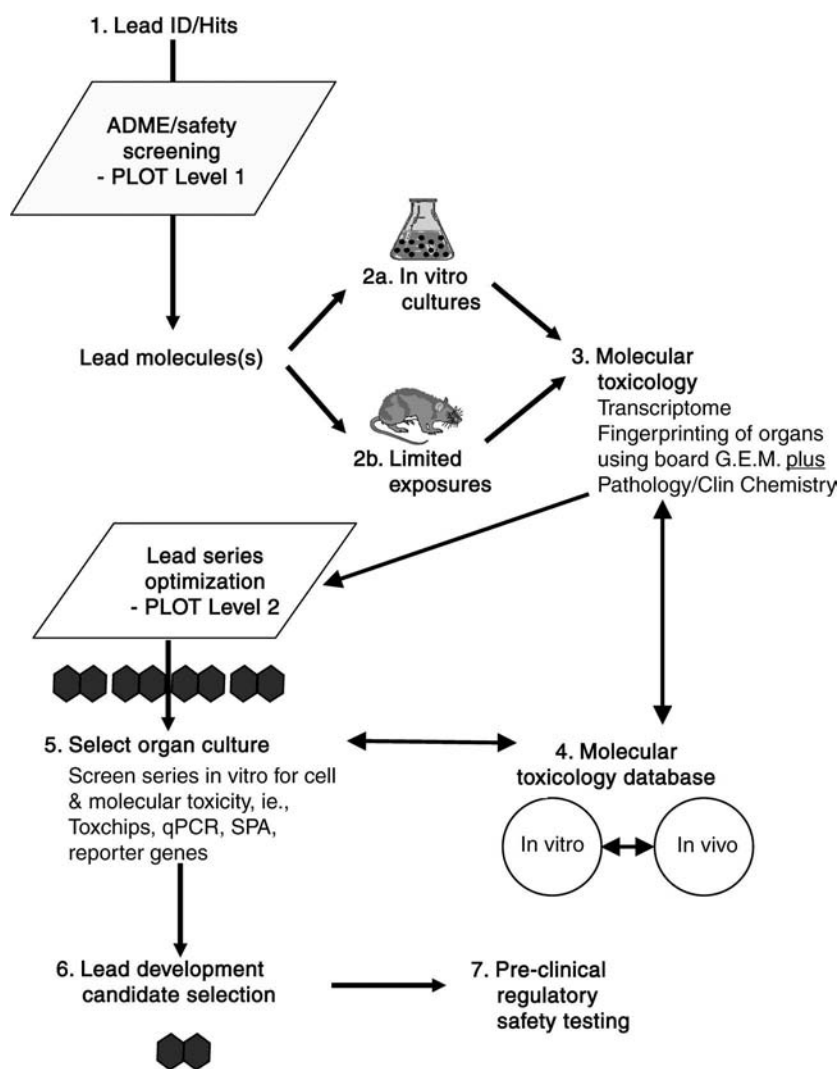 1. Lead ID/Hits
ADME/safety
screening
- PLOT Level 1
Lead molecules(s)
2a. In vitro
cultures
2b. Limited
exposures
3. Molecular
toxicology
Transcriptome
Fingerprinting of organs
using board G.E.M. plus
Pathology/Clin Chemistry
Lead series
optimization
- PLOT Level 2
5. Select organ culture
Screen series in vitro for cell
& molecular toxicity, ie.,
Toxchips, qPCR, SPA,
reporter genes
4. Molecular
toxicology database
In vitro
In vivo
6. Lead development
candidate selection
7. Pre-clinical
regulatory
safety testing